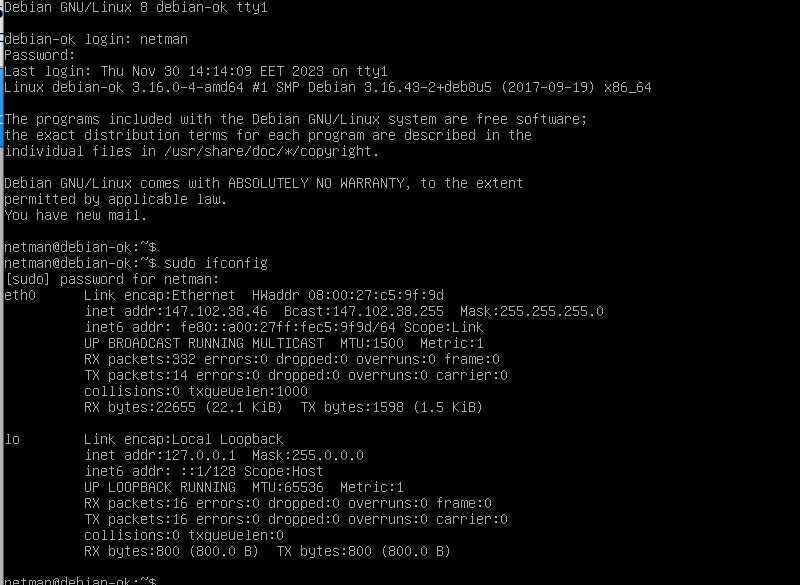 Debian GNU/Linux 8 debian-ok tty1
debian-ok login: netman
Password:
Last login: Thu Nov 30 14:14:09 EET 2023 on tty1
Linux debian-ok 3.16.0-4-amd64 #1 SMP Debian 3.16.43-2+deb8u5 (2017-09-19) x86_64
The programs included with the Debian GNU/Linux system are free software;
the exact distribution terms for each program are described in the
individual files in /usr/share/doc/*/copyright.
Debian GNU/Linux comes with ABSOLUTELY NO WARRANTY, to the extent
permitted by applicable law.
You have new mail.
netman@debian-ok:~$
netman@debian-ok:~$ sudo ifconfig
[sudo] password for netman:
eth0      Link encap:Ethernet  HWaddr 08:00:27:c5:9f:9d
          inet addr:147.102.38.46  Bcast:147.102.38.255  Mask:255.255.255.0
          inet6 addr: fe80::a00:27ff:fec5:9f9d/64 Scope:Link
          UP BROADCAST RUNNING MULTICAST  MTU:1500  Metric:1
          RX packets:332 errors:0 dropped:0 overruns:0 frame:0
          TX packets:14 errors:0 dropped:0 overruns:0 carrier:0
          collisions:0 txqueuelen:1000
          RX bytes:22655 (22.1 KiB)  TX bytes:1598 (1.5 KiB)
lo        Link encap:Local Loopback
          inet addr:127.0.0.1  Mask:255.0.0.0
          inet6 addr: ::1/128 Scope:Host
          UP LOOPBACK RUNNING  MTU:65536  Metric:1
          RX packets:16 errors:0 dropped:0 overruns:0 frame:0
          TX packets:16 errors:0 dropped:0 overruns:0 carrier:0
          collisions:0 txqueuelen:0
          RX bytes:800 (800.0 B)  TX bytes:800 (800.0 B)
netman@debian-ok:~$